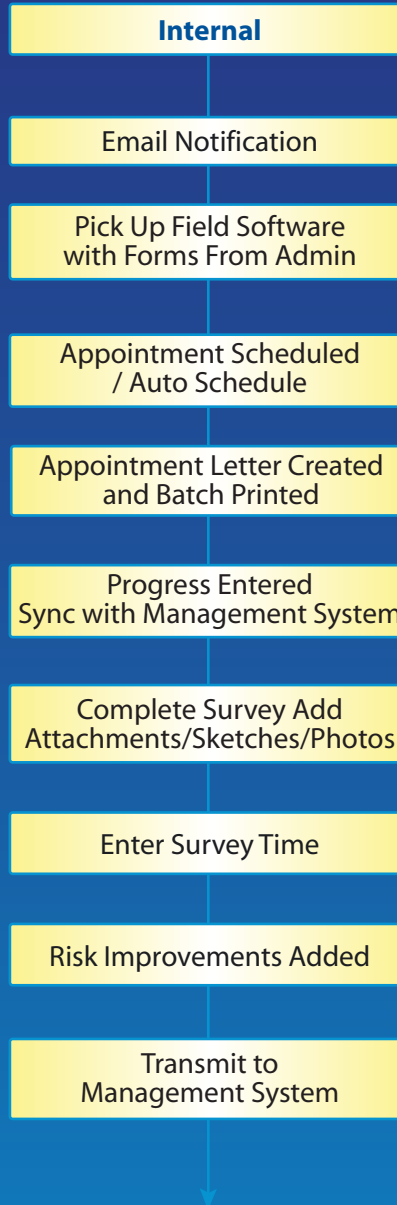 Internal
Email Notification
Pick Up Field Software
with Forms From Admin
Appointment Scheduled
/ Auto Schedule
Appointment Letter Created
and Batch Printed
Progress Entered
Sync with Management System
Complete Survey Add
Attachments/Sketches/Photos
Enter Survey Time
Risk Improvements Added
Transmit to
Management System